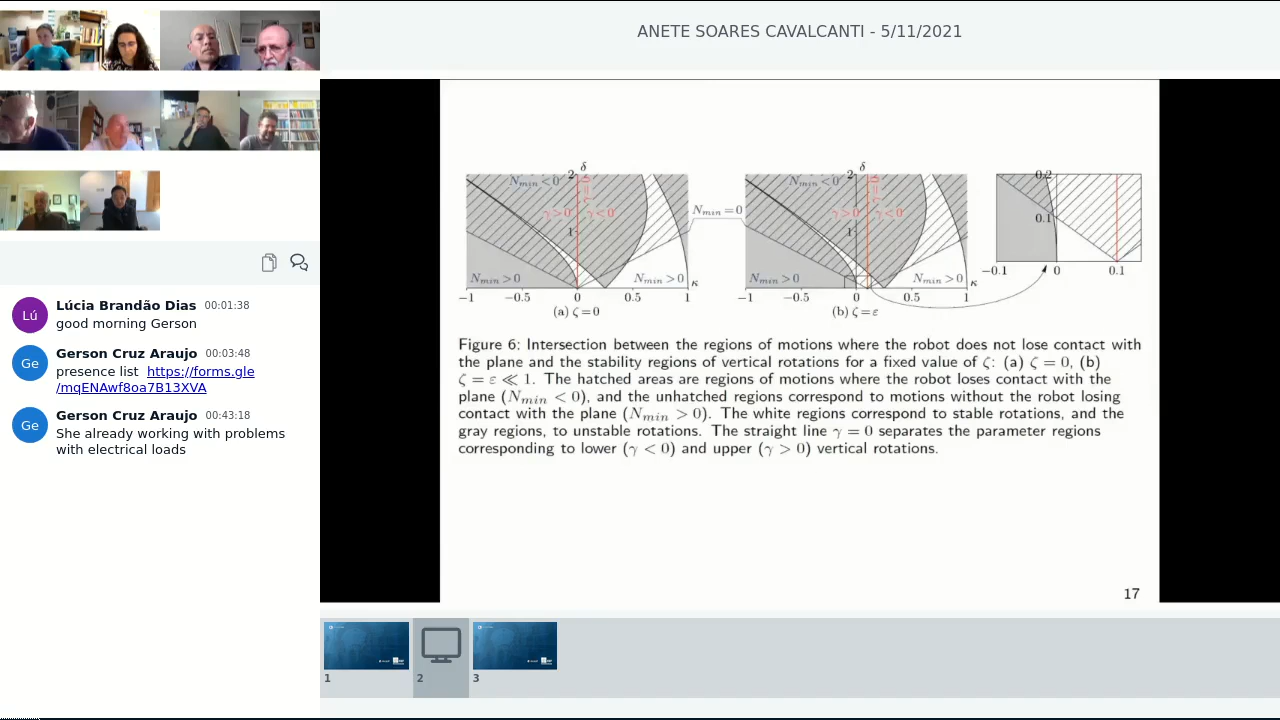 ANETE SOARES CAVALCANTI - 5/11/2021
Lú
Lúcia Brandão Dias 00:01:38
good morning Gerson
Ge
Gerson Cruz Araujo 00:03:48
presence list https://forms.gle
/mqENAwf8oa7B13XVA
Ge
Gerson Cruz Araujo 00:43:18
She already working with problems
with electrical loads
δ
N_min<0
2
γ=0
γ>0
γ<0
1
N_min>0
N_min>0
κ
−1 −0.5 0 0.5 1
(a) ζ=0
N_min=0
δ
N_min<0
2
γ=0
γ>0
γ<0
1
N_min>0
N_min>0
κ
−1 −0.5 0 0.5 1
(b) ζ=ε
0.2
0.1
−0.1 0 0.1
Figure 6: Intersection between the regions of motions where the robot does not lose contact with
the plane and the stability regions of vertical rotations for a fixed value of ζ: (a) ζ = 0, (b)
ζ = ε ≪ 1. The hatched areas are regions of motions where the robot loses contact with the
plane (N_min < 0), and the unhatched regions correspond to motions without the robot losing
contact with the plane (N_min > 0). The white regions correspond to stable rotations, and the
gray regions, to unstable rotations. The straight line γ = 0 separates the parameter regions
corresponding to lower (γ < 0) and upper (γ > 0) vertical rotations.
17
1
2
3